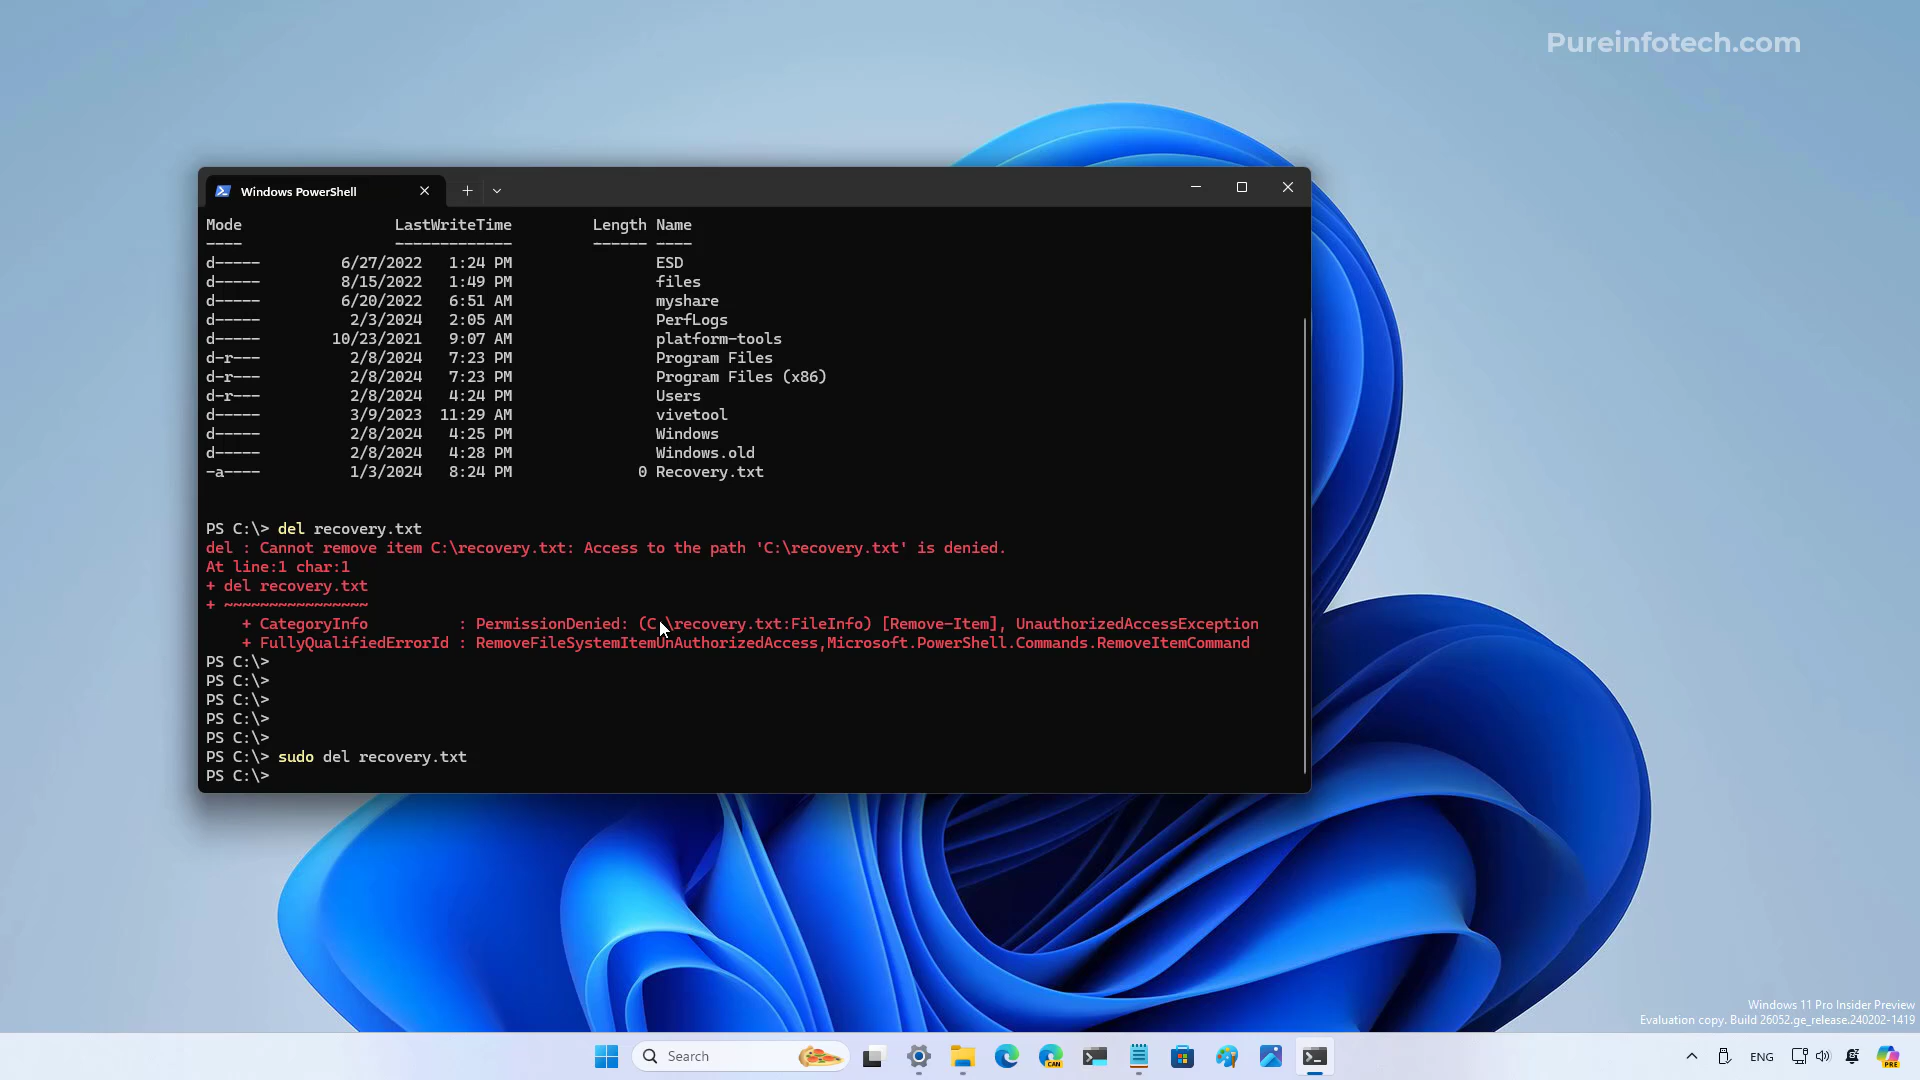 Pureinfotech.com
Windows PowerShell
Mode                 LastWriteTime         Length Name
----                 -------------         ------ ----
d-----         6/27/2022   1:24 PM                ESD
d-----         8/15/2022   1:49 PM                files
d-----         6/20/2022   6:51 AM                myshare
d-----          2/3/2024   2:05 AM                PerfLogs
d-----        10/23/2021   9:07 AM                platform-tools
d-r---          2/8/2024   7:23 PM                Program Files
d-r---          2/8/2024   7:23 PM                Program Files (x86)
d-r---          2/8/2024   4:24 PM                Users
d-----          3/9/2023  11:29 AM                vivetool
d-----          2/8/2024   4:25 PM                Windows
d-----          2/8/2024   4:28 PM                Windows.old
-a----          1/3/2024   8:24 PM              0 Recovery.txt
PS C:\> del recovery.txt
del : Cannot remove item C:\recovery.txt: Access to the path 'C:\recovery.txt' is denied.
At line:1 char:1
+ del recovery.txt
+ ~~~~~~~~~~~~~~~~
    + CategoryInfo          : PermissionDenied: (C:\recovery.txt:FileInfo) [Remove-Item], UnauthorizedAccessException
    + FullyQualifiedErrorId : RemoveFileSystemItemUnAuthorizedAccess,Microsoft.PowerShell.Commands.RemoveItemCommand
PS C:\>
PS C:\>
PS C:\>
PS C:\>
PS C:\>
PS C:\> sudo del recovery.txt
PS C:\>
Windows 11 Pro Insider Preview
Evaluation copy. Build 26052.ge_release.240202-1419
Search
CAN
ENG
PRE